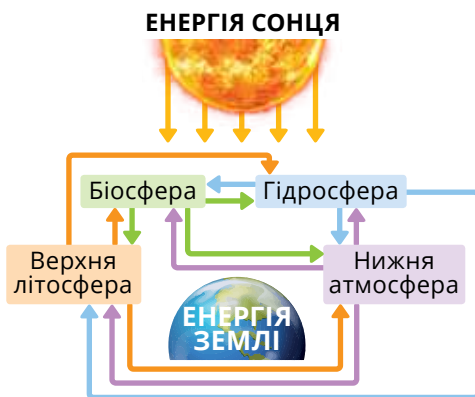 ЕНЕРГІЯ СОНЦЯ
Біосфера
Гідросфера
Верхня
літосфера
Нижня
атмосфера
ЕНЕРГІЯ
ЗЕМЛІ